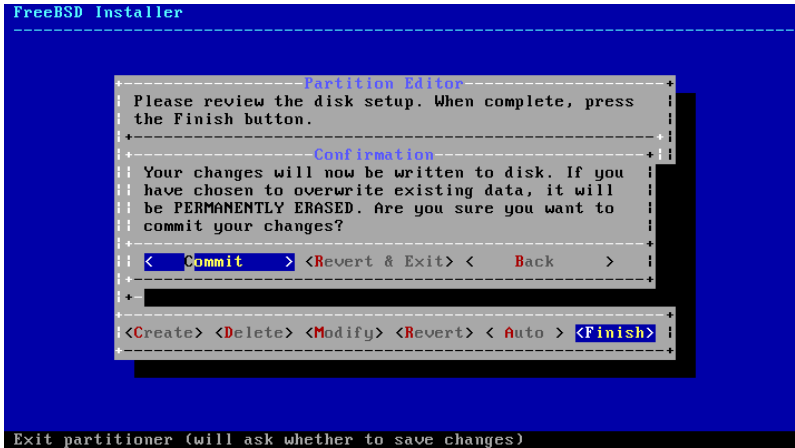 FreeBSD Installer
Partition Editor
Please review the disk setup. When complete, press
the Finish button.
Confirmation
Your changes will now be written to disk. If you
have chosen to overwrite existing data, it will
be PERMANENTLY ERASED. Are you sure you want to
commit your changes?
< Commit > <Revert & Exit> < Back >
<Create> <Delete> <Modify> <Revert> < Auto > <Finish>
Exit partitioner (will ask whether to save changes)